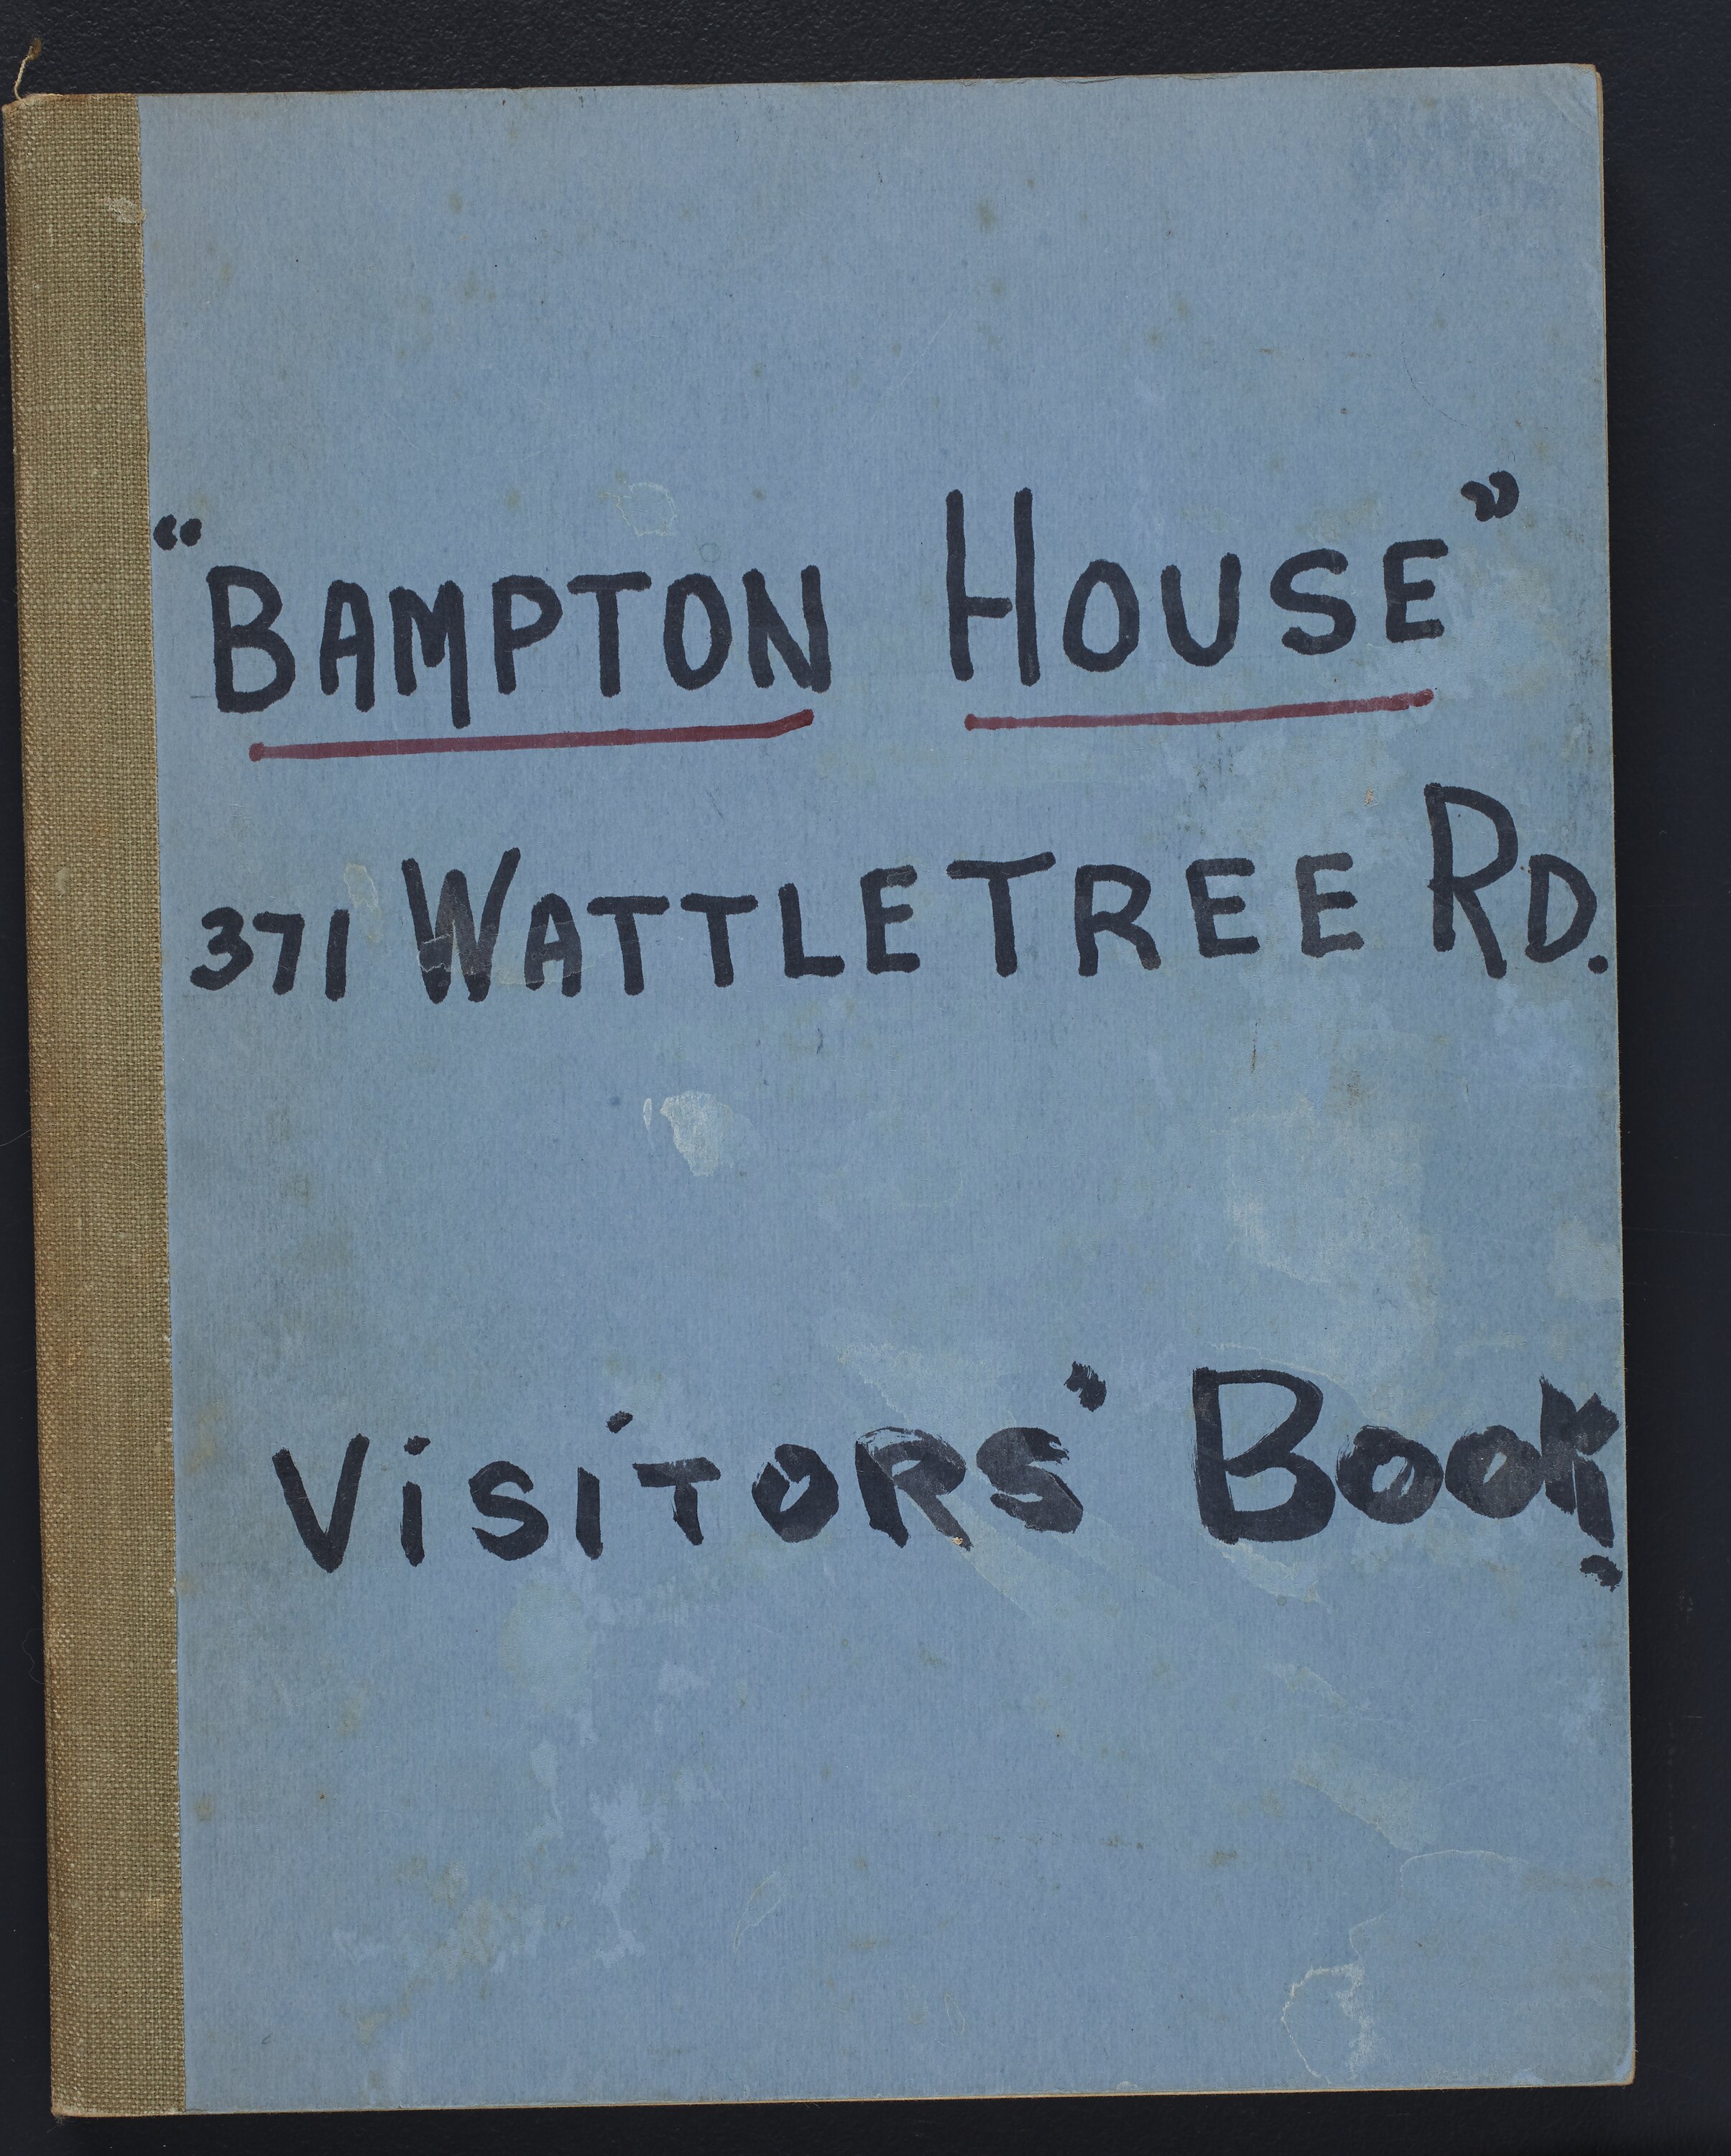 “BAMPTON HOUSE”
371 WATTLETREE RD.
VISITORS' BOOK.